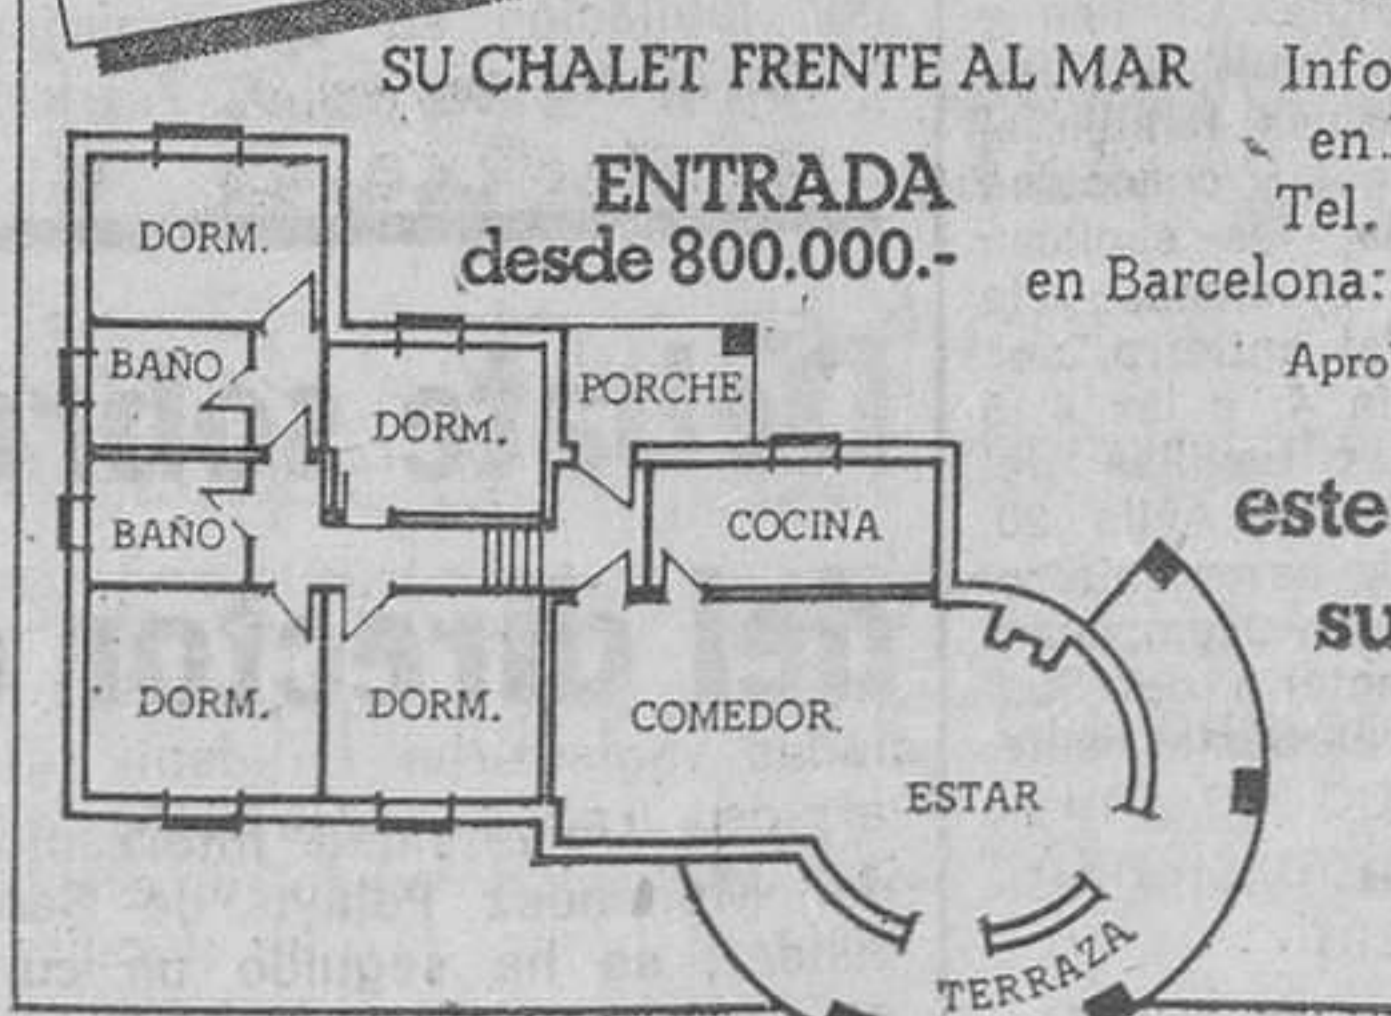 SU CHALET FRENTE AL MAR
ENTRADA
desde 800.000.-
Info
en
Tel.
en Barcelona:
Apro
este
su
DORM.
BAÑO
DORM.
PORCHE
BAÑO
COCINA
DORM.
DORM.
COMEDOR.
ESTAR
TERRAZA